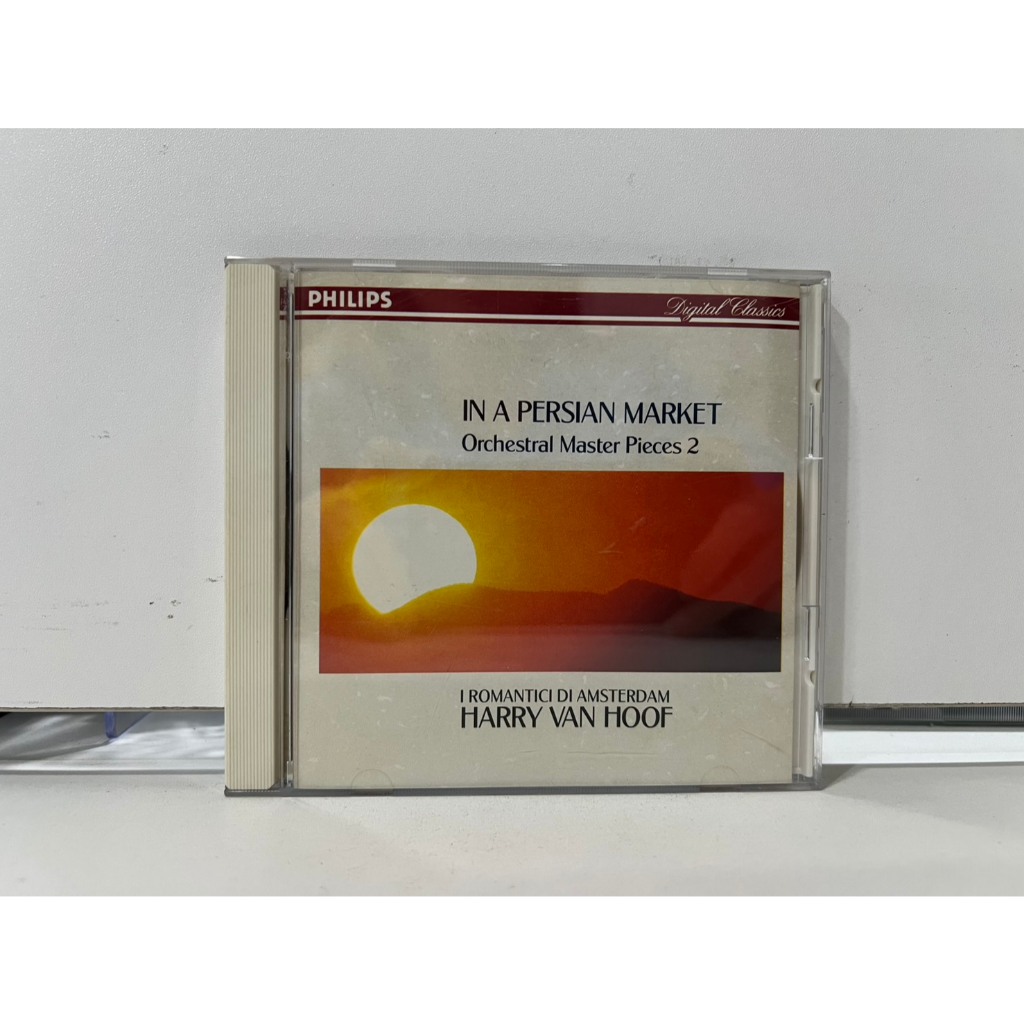 PHILIPS
Digital Classics
IN A PERSIAN MARKET
Orchestral Master Pieces 2
I ROMANTICI DI AMSTERDAM
HARRY VAN HOOF